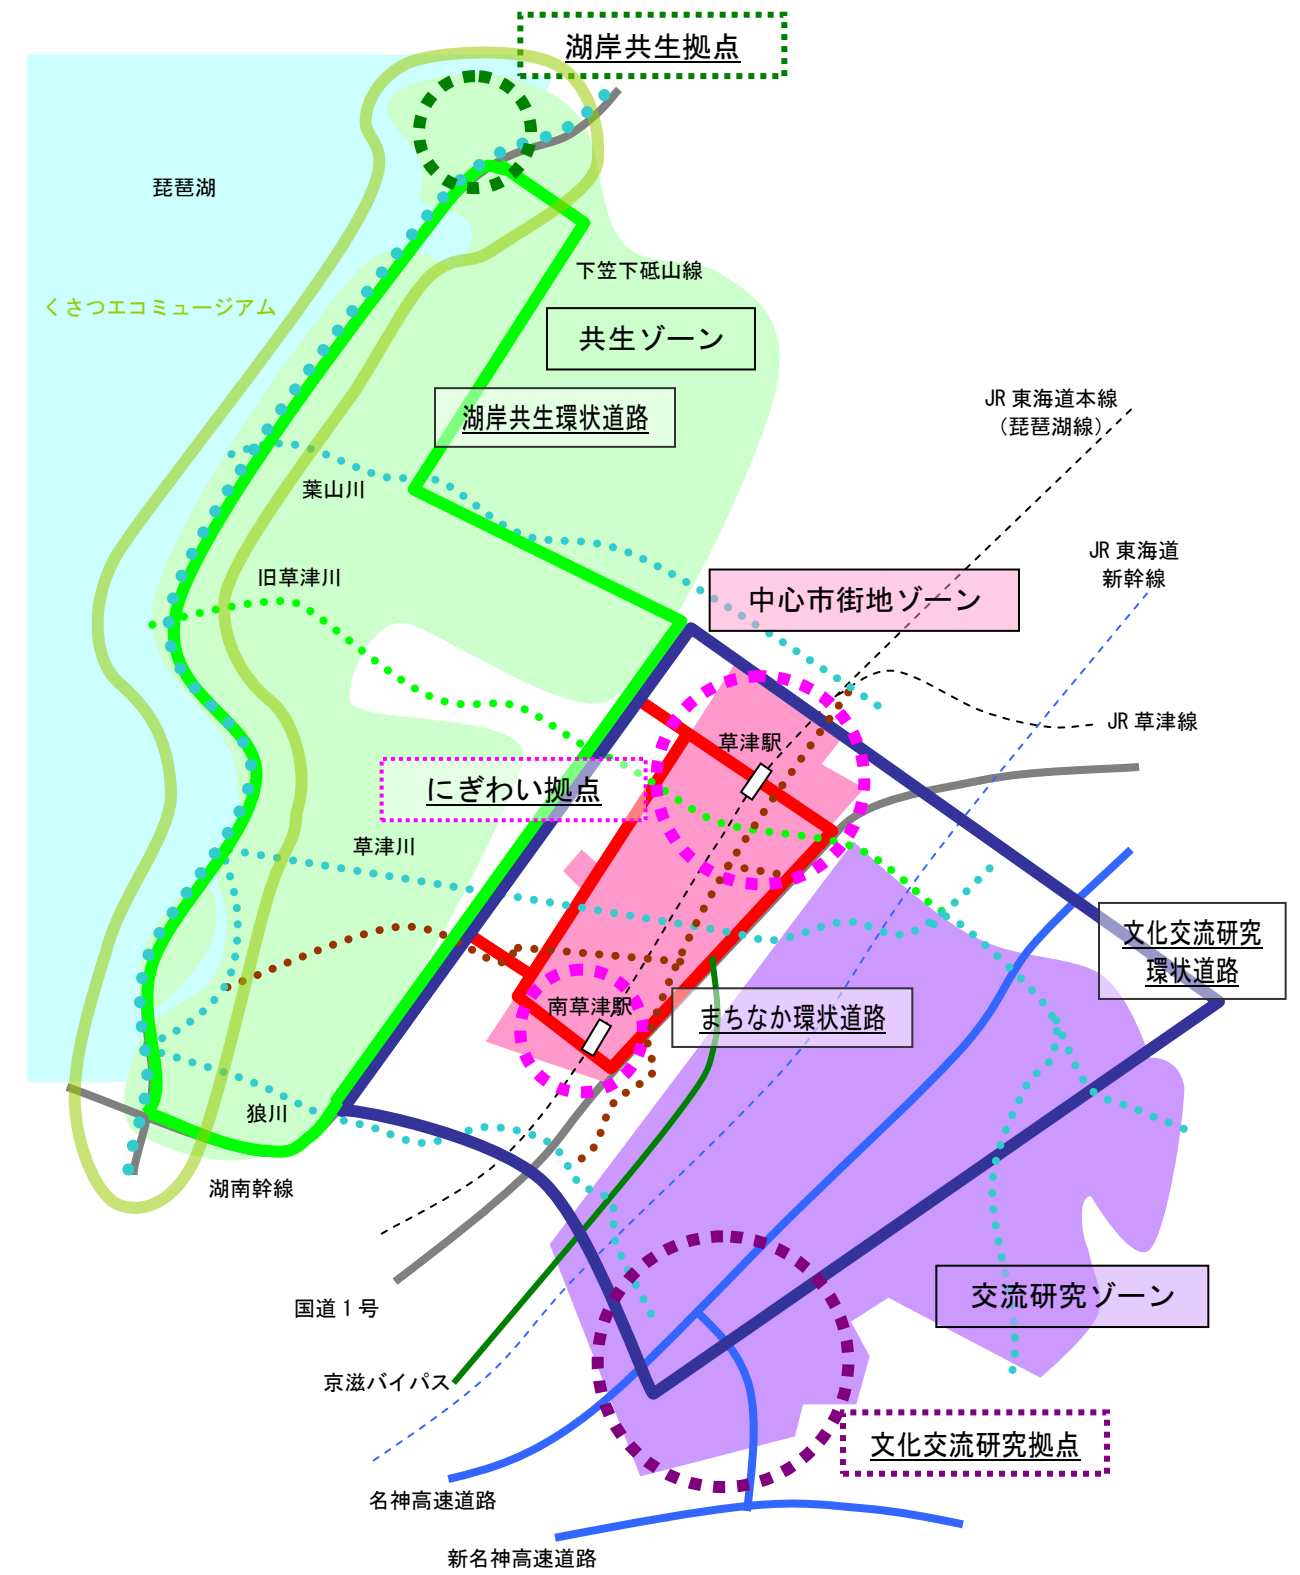 湖岸共生拠点
琵琶湖
下笠下砥山線
くさつエコミュージアム
共生ゾーン
湖岸共生環状道路
JR東海道本線
（琵琶湖線）
葉山川
JR東海道
新幹線
旧草津川
中心市街地ゾーン
JR草津線
草津駅
にぎわい拠点
草津川
文化交流研究
環状道路
南草津駅
まちなか環状道路
狼川
湖南幹線
交流研究ゾーン
国道1号
京滋バイパス
文化交流研究拠点
名神高速道路
新名神高速道路